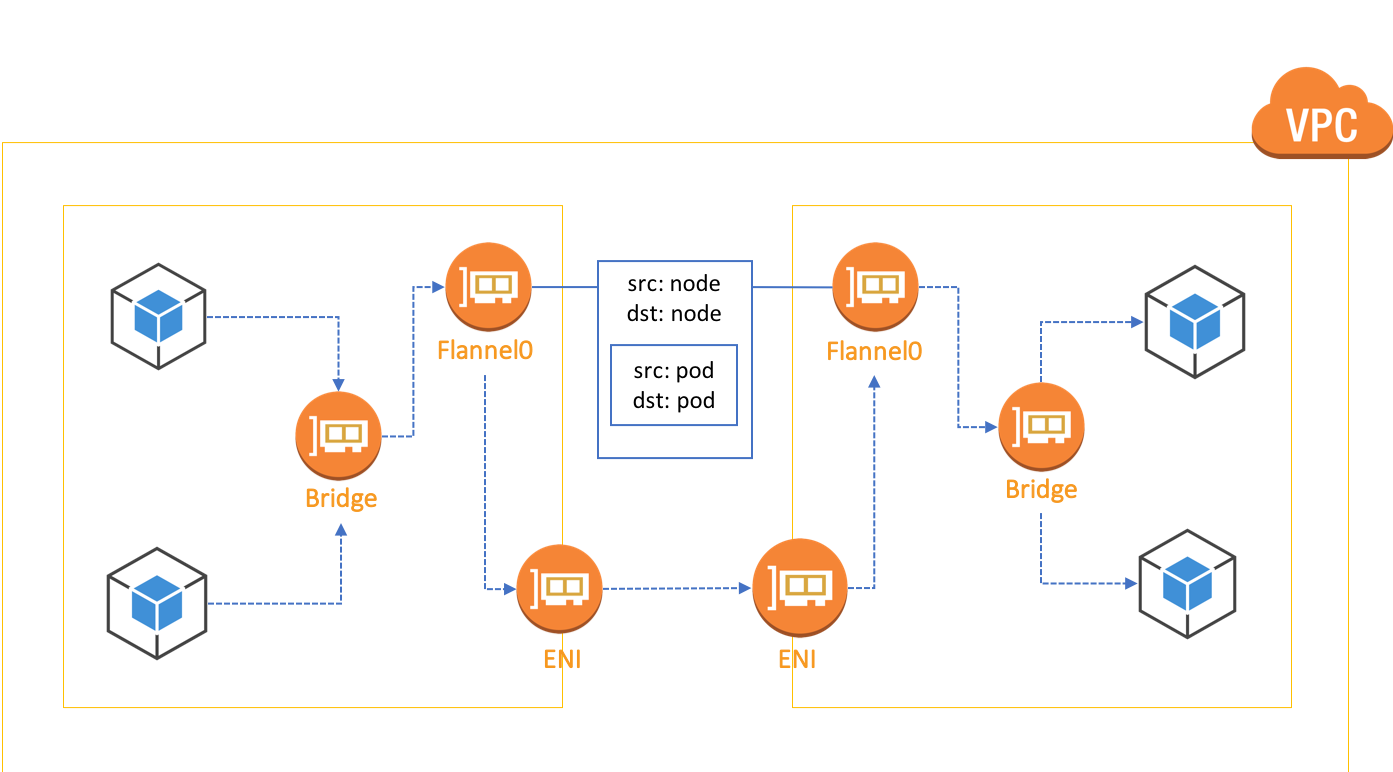 VPC
src: node
dst: node
src: pod
dst: pod
Flannel0
Flannel0
Bridge
Bridge
ENI
ENI